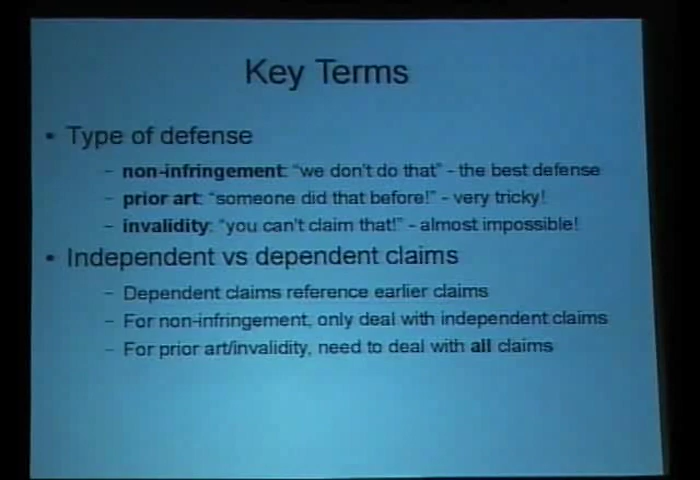 Key Terms
• Type of defense
– non-infringement: “we don't do that” - the best defense
– prior art: “someone did that before!” - very tricky!
– invalidity: “you can't claim that!” - almost impossible!
• Independent vs dependent claims
– Dependent claims reference earlier claims
– For non-infringement, only deal with independent claims
– For prior art/invalidity, need to deal with all claims